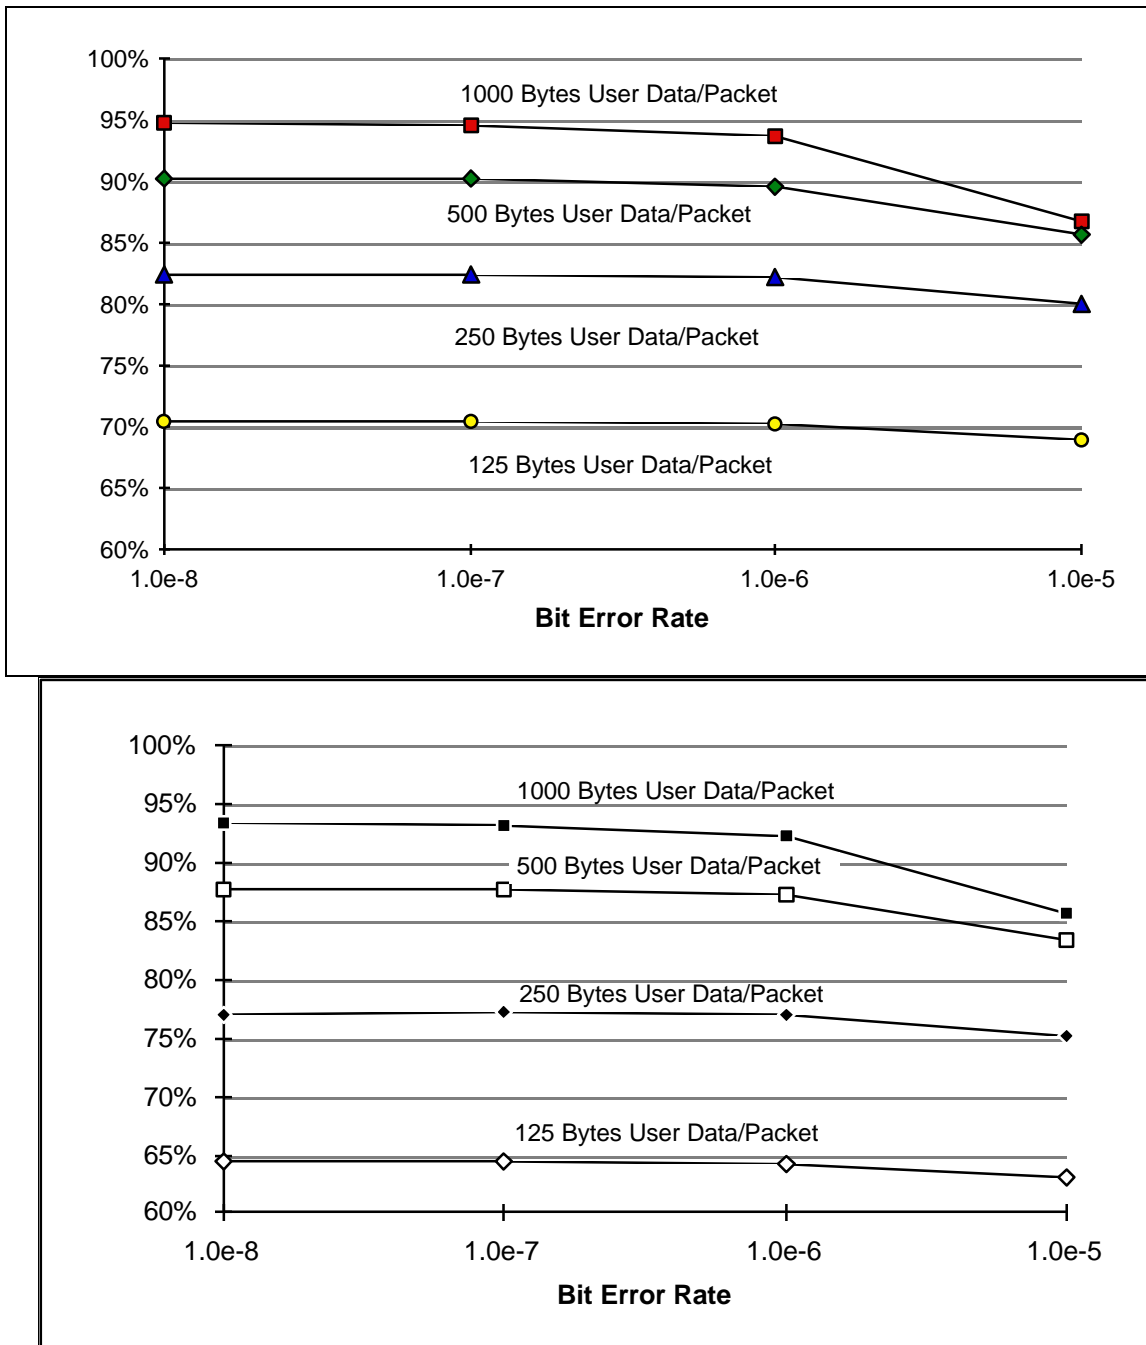 100%
1000 Bytes User Data/Packet
95%
90%
500 Bytes User Data/Packet
85%
80%
250 Bytes User Data/Packet
75%
70%
125 Bytes User Data/Packet
65%
60%
1.0e-8 1.0e-7 1.0e-6 1.0e-5
Bit Error Rate
100%
1000 Bytes User Data/Packet
95%
90%
500 Bytes User Data/Packet
85%
80%
250 Bytes User Data/Packet
75%
70%
125 Bytes User Data/Packet
65%
60%
1.0e-8 1.0e-7 1.0e-6 1.0e-5
Bit Error Rate